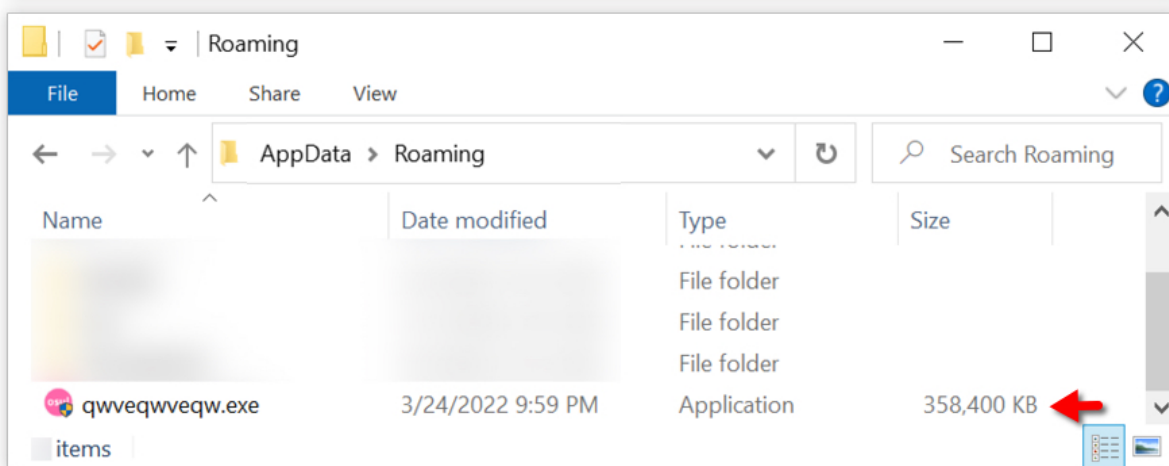 Roaming
File Home Share View
AppData Roaming
Search Roaming
Name Date modified Type Size
File folder
File folder
File folder
qwveqwveqw.exe 3/24/2022 9:59 PM Application 358,400 KB
items